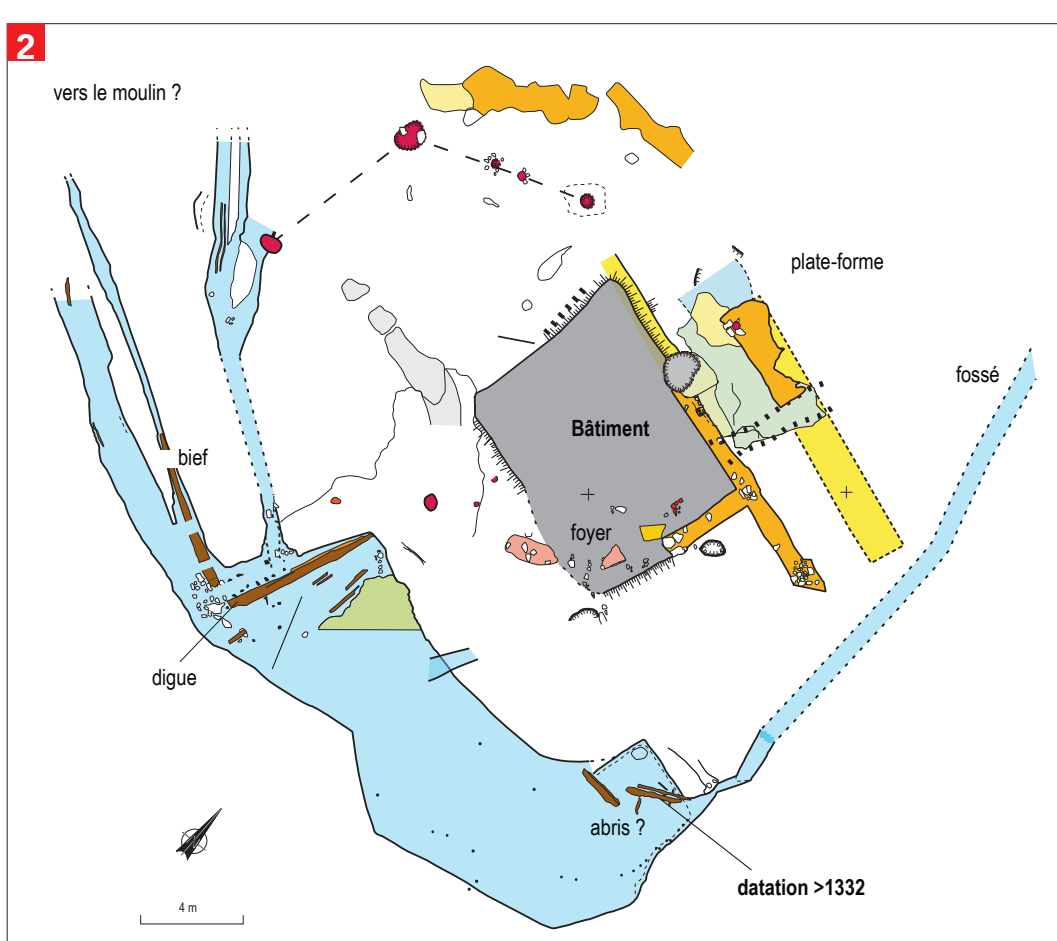 2
vers le moulin ?
plate-forme
fossé
Bâtiment
bief
foyer
digue
abris ?
datation >1332
4 m